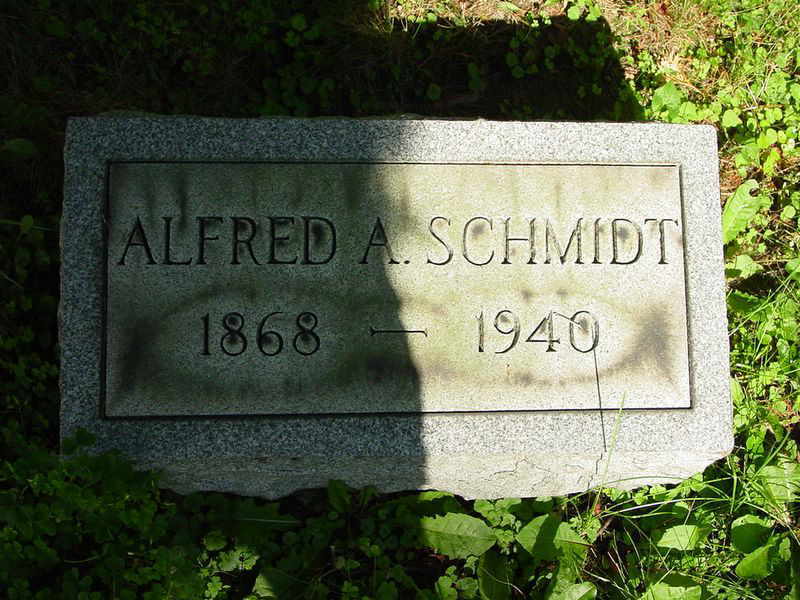 ALFRED A. SCHMIDT
1868 — 1940